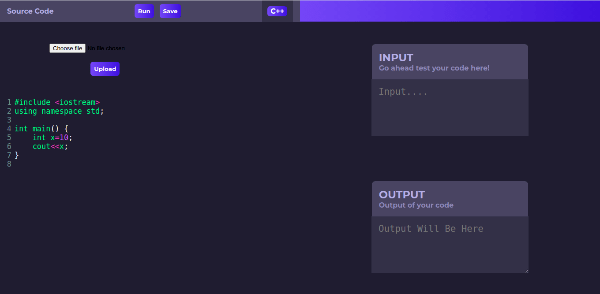 Source Code
Run
Save
C++
Choose file No file chosen
Upload
1 #include <iostream>
2 using namespace std;
3
4 int main() {
5     int x=10;
6     cout<<x;
7 }
8
INPUT
Go ahead test your code here!
Input....
OUTPUT
Output of your code
Output Will Be Here